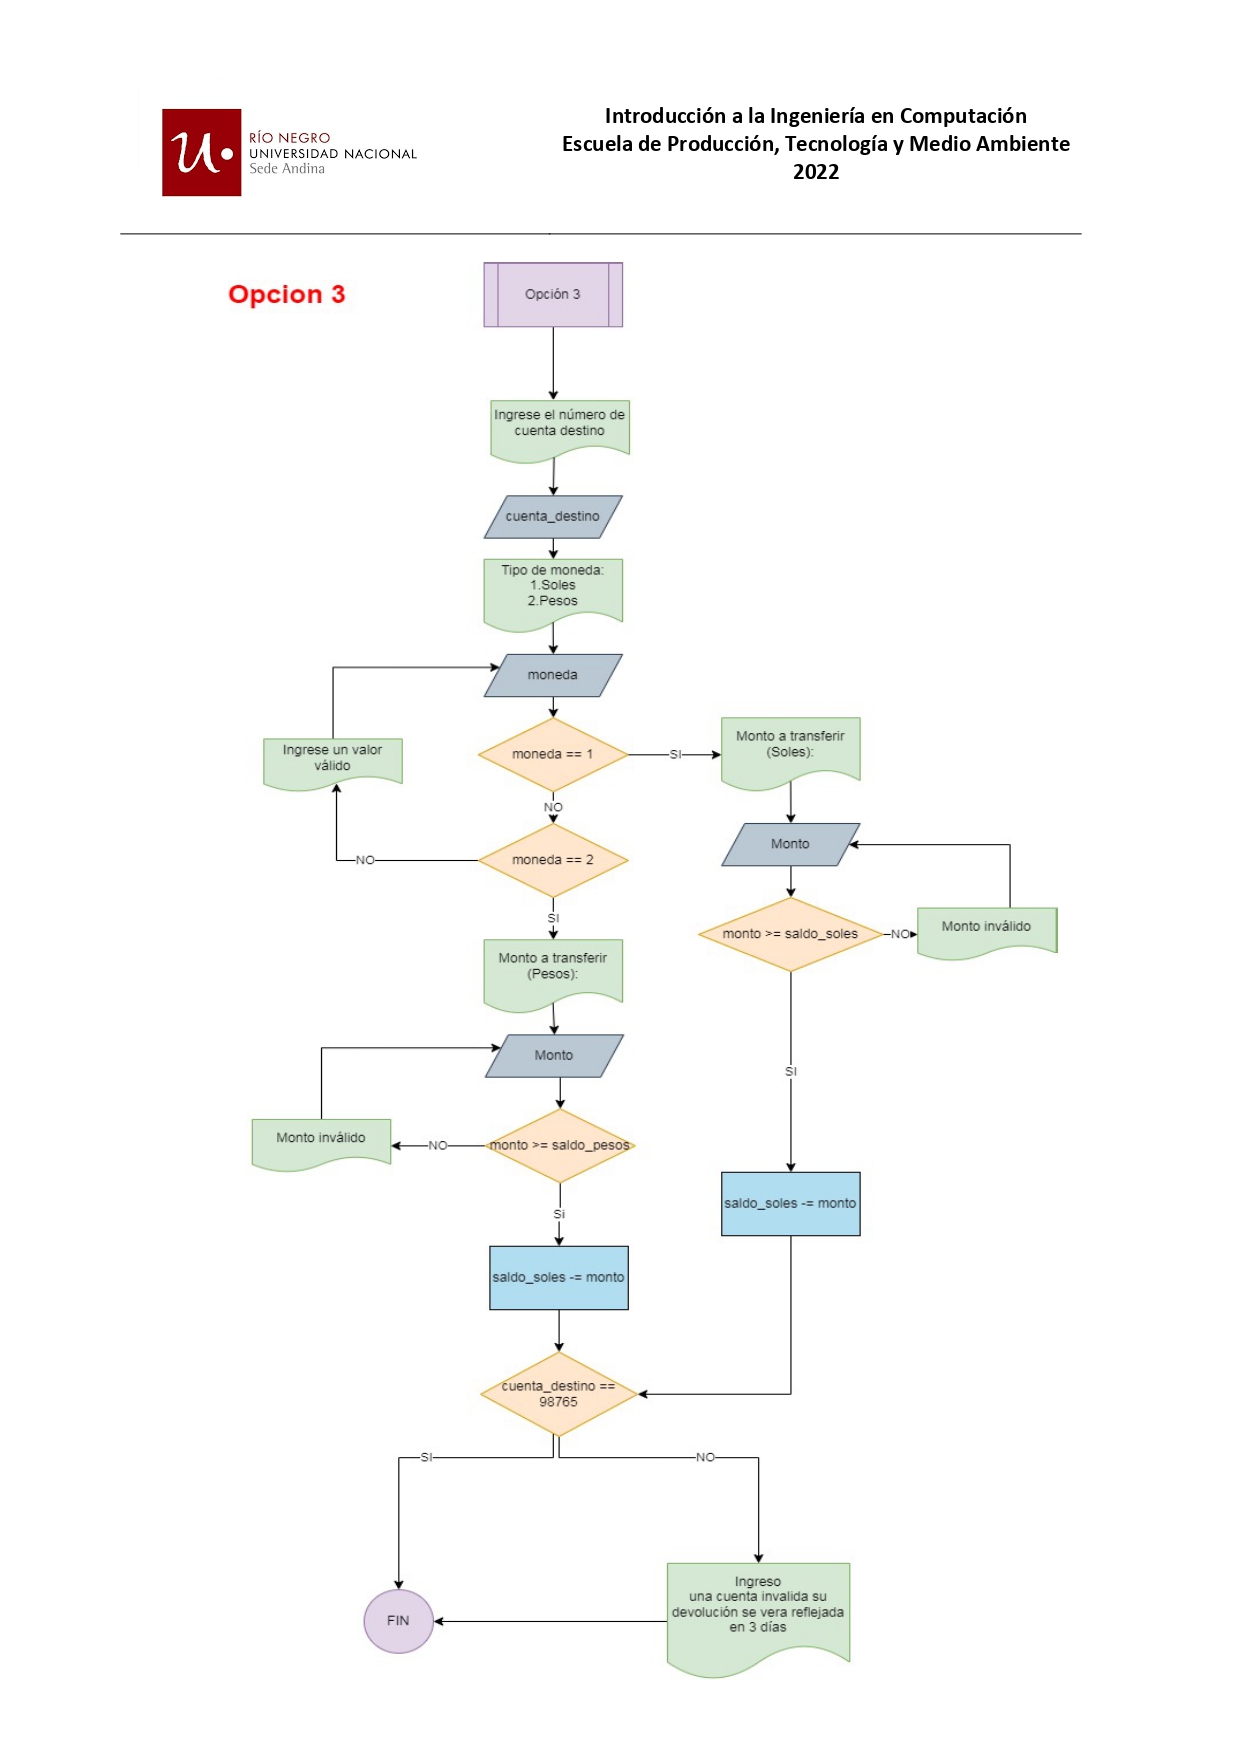 RÍO NEGRO
UNIVERSIDAD NACIONAL
Sede Andina
Introducción a la Ingeniería en Computación
Escuela de Producción, Tecnología y Medio Ambiente
2022
Opcion 3
Opción 3
Ingrese el número de
cuenta destino
cuenta_destino
Tipo de moneda:
1.Soles
2.Pesos
moneda
Ingrese un valor
válido
moneda == 1
SI
Monto a transferir
(Soles):
NO
Monto
moneda == 2
NO
SI
monto >= saldo_soles
NO
Monto inválido
Monto a transferir
(Pesos):
Monto
SI
Monto inválido
NO
monto >= saldo_pesos
Si
saldo_soles -= monto
saldo_soles -= monto
cuenta_destino ==
98765
SI
NO
Ingreso
una cuenta invalida su
devolución se vera reflejada
en 3 días
FIN